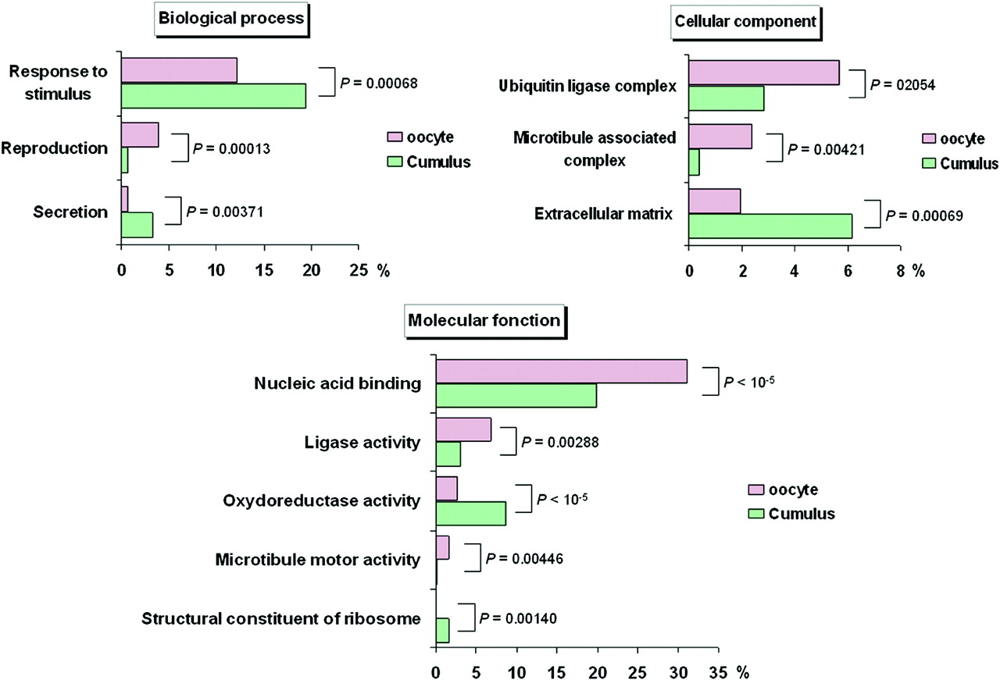 Biological process
Response to
stimulus
P = 0.00068
Reproduction
P = 0.00013
Secretion
P = 0.00371
oocyte
Cumulus
0 5 10 15 20 25 %
Cellular component
Ubiquitin ligase complex
P = 02054
Microtibule associated
complex
P = 0.00421
Extracellular matrix
P = 0.00069
oocyte
Cumulus
0 2 4 6 8 %
Molecular fonction
Nucleic acid binding
P < 10-5
Ligase activity
P = 0.00288
Oxydoreductase activity
P < 10-5
Microtibule motor activity
P = 0.00446
Structural constituent of ribosome
P = 0.00140
oocyte
Cumulus
0 5 10 15 20 25 30 35 %